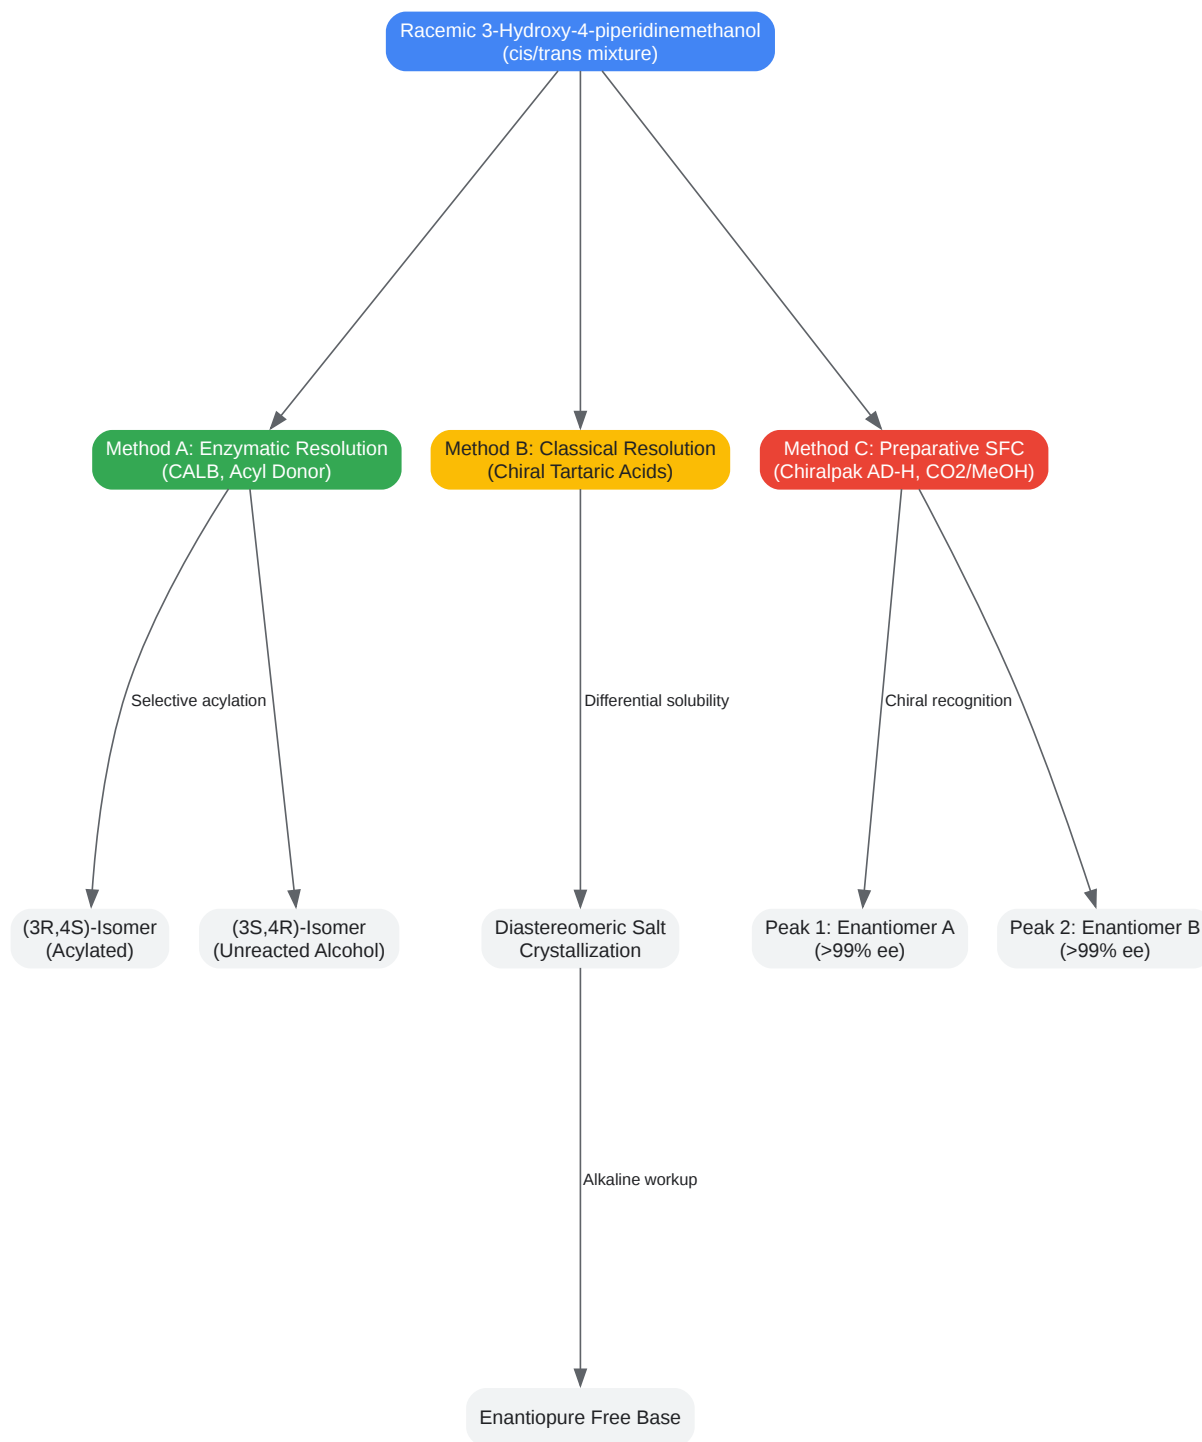 Racemic 3-Hydroxy-4-piperidinemethanol
(cis/trans mixture)
Method A: Enzymatic Resolution
(CALB, Acyl Donor)
Method B: Classical Resolution
(Chiral Tartaric Acids)
Method C: Preparative SFC
(Chiralpak AD-H, CO2/MeOH)
Selective acylation
Differential solubility
Chiral recognition
(3R,4S)-Isomer
(Acylated)
(3S,4R)-Isomer
(Unreacted Alcohol)
Diastereomeric Salt
Crystallization
Peak 1: Enantiomer A
(>99% ee)
Peak 2: Enantiomer B
(>99% ee)
Alkaline workup
Enantiopure Free Base